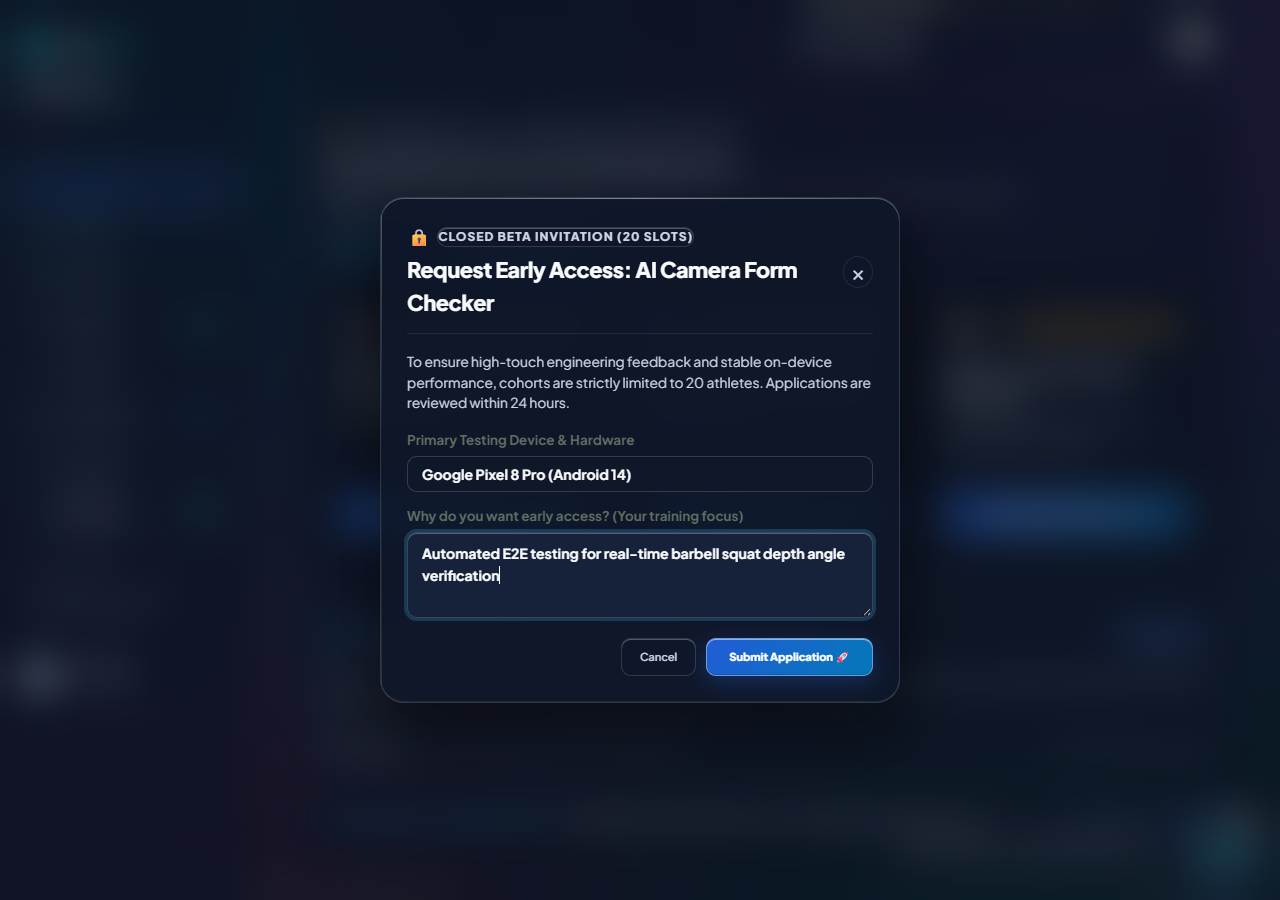 🔒 CLOSED BETA INVITATION (20 SLOTS)
Request Early Access: AI Camera Form
Checker
×
To ensure high-touch engineering feedback and stable on-device
performance, cohorts are strictly limited to 20 athletes. Applications are
reviewed within 24 hours.
Primary Testing Device & Hardware
Google Pixel 8 Pro (Android 14)
Why do you want early access? (Your training focus)
Automated E2E testing for real-time barbell squat depth angle
verification
Cancel
Submit Application 🚀